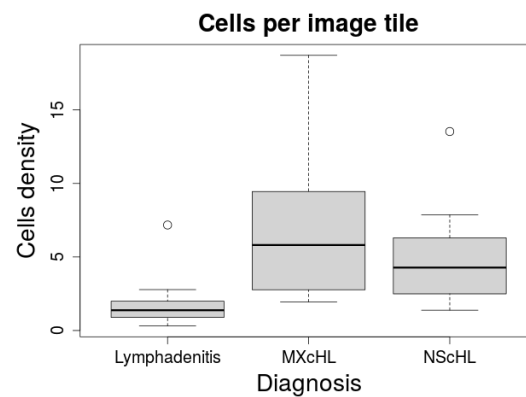 Cells per image tile
Cells density
15
10
5
0
Lymphadenitis MXcHL NScHL
Diagnosis